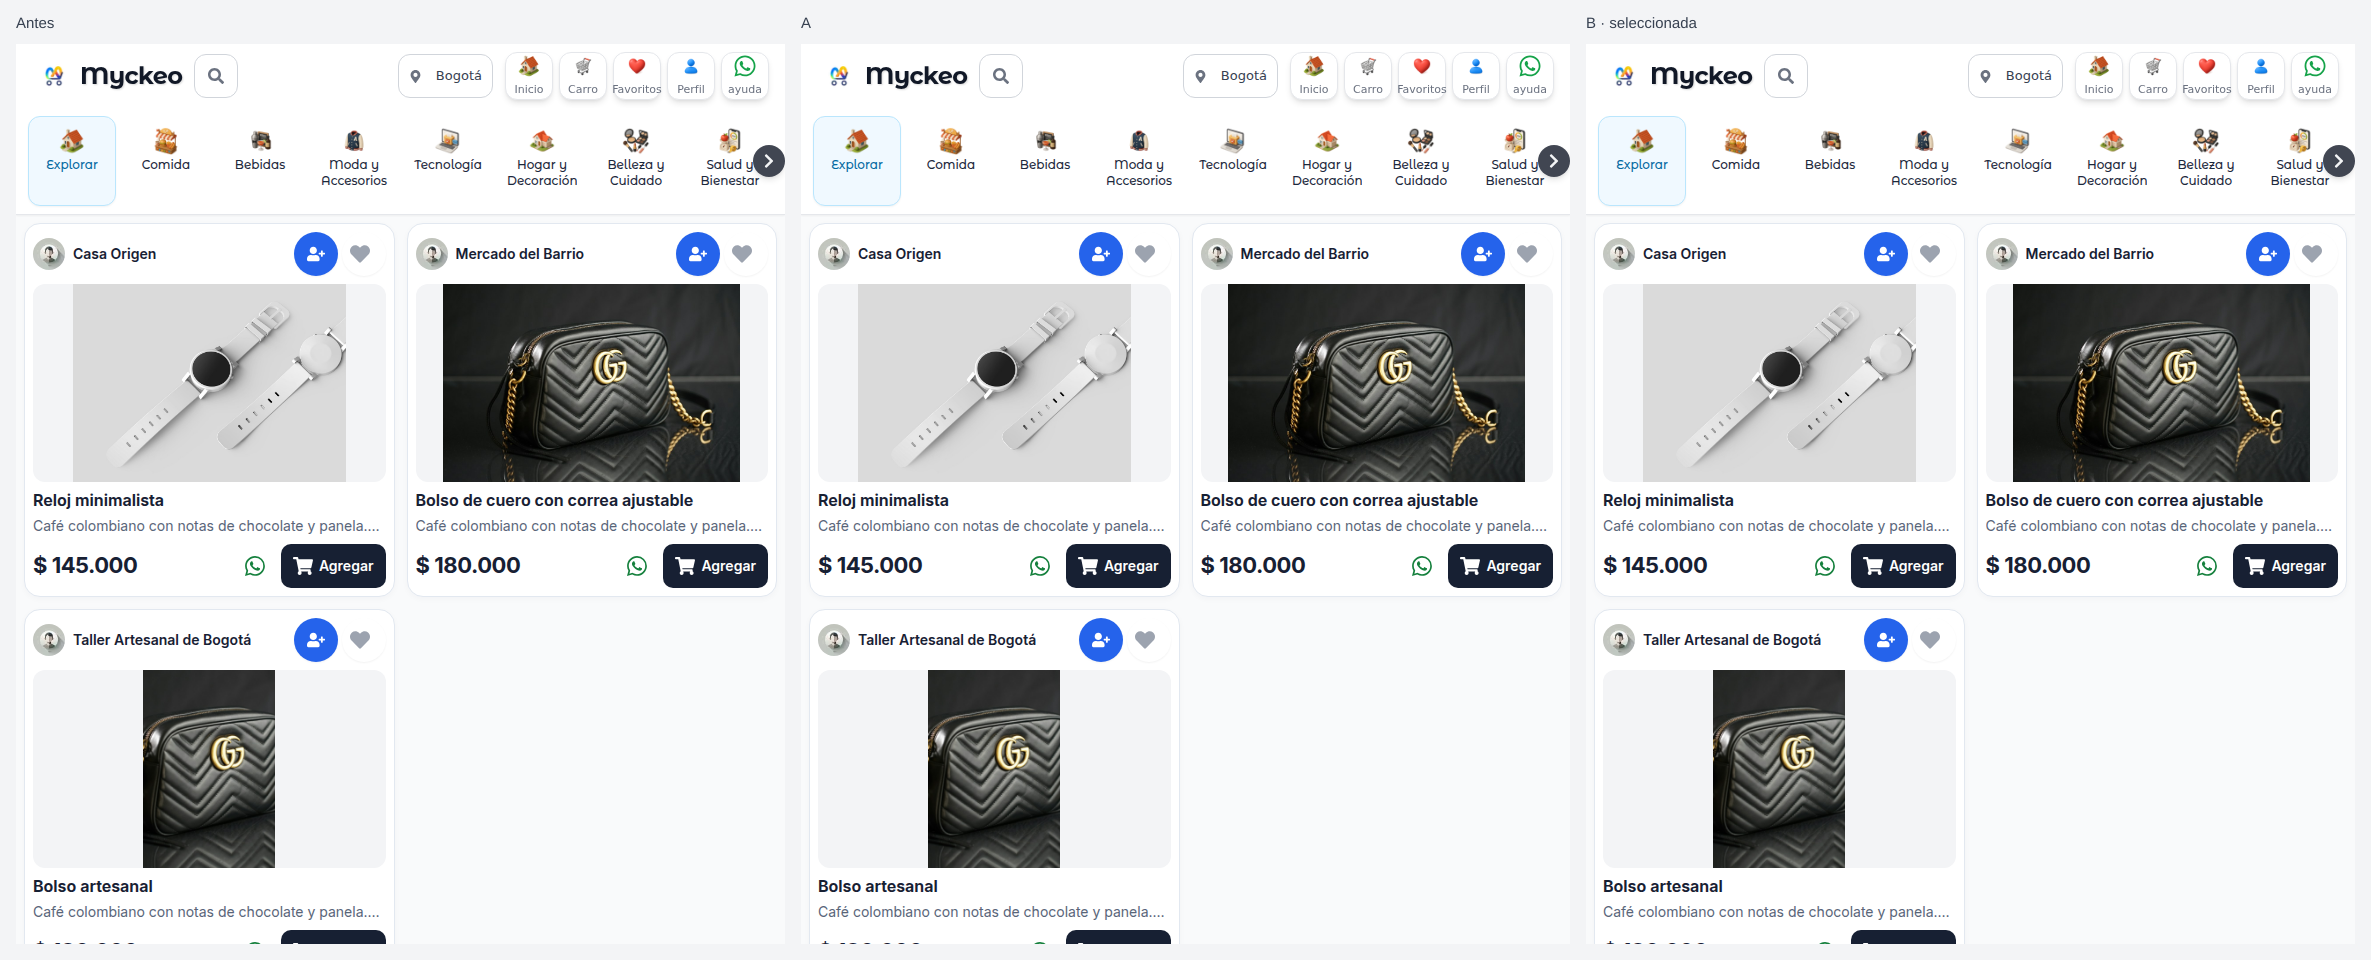 Antes
Myckeo
Bogotá
Inicio
Carro
Favoritos
Perfil
ayuda
Explorar
Comida
Bebidas
Moda y
Accesorios
Tecnología
Hogar y
Decoración
Belleza y
Cuidado
Salud y
Bienestar
Casa Origen
Reloj minimalista
Café colombiano con notas de chocolate y panela....
$ 145.000
Agregar
Mercado del Barrio
Bolso de cuero con correa ajustable
Café colombiano con notas de chocolate y panela....
$ 180.000
Agregar
Taller Artesanal de Bogotá
Bolso artesanal
Café colombiano con notas de chocolate y panela....
A
Myckeo
Bogotá
Inicio
Carro
Favoritos
Perfil
ayuda
Explorar
Comida
Bebidas
Moda y
Accesorios
Tecnología
Hogar y
Decoración
Belleza y
Cuidado
Salud y
Bienestar
Casa Origen
Reloj minimalista
Café colombiano con notas de chocolate y panela....
$ 145.000
Agregar
Mercado del Barrio
Bolso de cuero con correa ajustable
Café colombiano con notas de chocolate y panela....
$ 180.000
Agregar
Taller Artesanal de Bogotá
Bolso artesanal
Café colombiano con notas de chocolate y panela....
B · seleccionada
Myckeo
Bogotá
Inicio
Carro
Favoritos
Perfil
ayuda
Explorar
Comida
Bebidas
Moda y
Accesorios
Tecnología
Hogar y
Decoración
Belleza y
Cuidado
Salud y
Bienestar
Casa Origen
Reloj minimalista
Café colombiano con notas de chocolate y panela....
$ 145.000
Agregar
Mercado del Barrio
Bolso de cuero con correa ajustable
Café colombiano con notas de chocolate y panela....
$ 180.000
Agregar
Taller Artesanal de Bogotá
Bolso artesanal
Café colombiano con notas de chocolate y panela....